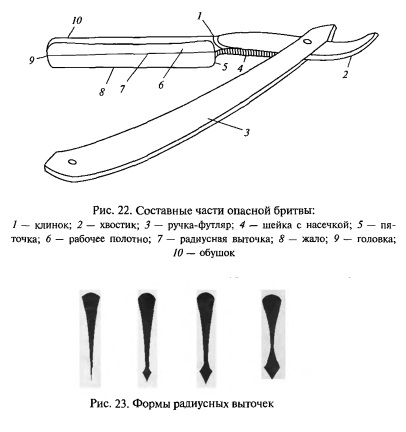 10
1
9
8
7
6
5
4
2
3
Рис. 22. Составные части опасной бритвы:
1 — клинок; 2 — хвостик; 3 — ручка-футляр; 4 — шейка с насечкой; 5 — пя-
точка; 6 — рабочее полотно; 7 — радиусная выточка; 8 — жало; 9 — головка;
10 — обушок
Рис. 23. Формы радиусных выточек